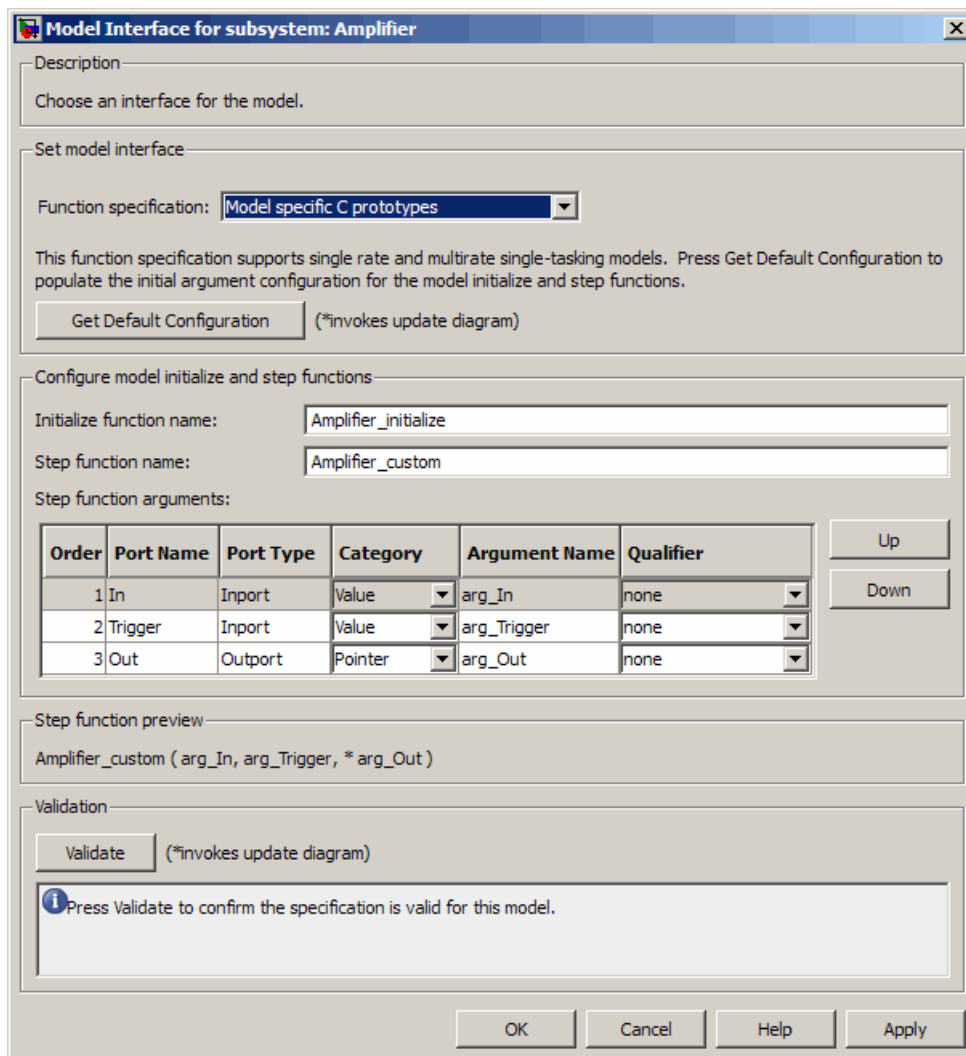 Model Interface for subsystem: Amplifier
Description
Choose an interface for the model.
Set model interface
Function specification: Model specific C prototypes
This function specification supports single rate and multirate single-tasking models. Press Get Default Configuration to
populate the initial argument configuration for the model initialize and step functions.
Get Default Configuration (*invokes update diagram)
Configure model initialize and step functions
Initialize function name: Amplifier_initialize
Step function name: Amplifier_custom
Step function arguments:
Order Port Name Port Type Category Argument Name Qualifier Up
1 In Inport Value arg_In none Down
2 Trigger Inport Value arg_Trigger none
3 Out Outport Pointer arg_Out none
Step function preview
Amplifier_custom ( arg_In, arg_Trigger, * arg_Out )
Validation
Validate (*invokes update diagram)
Press Validate to confirm the specification is valid for this model.
OK Cancel Help Apply